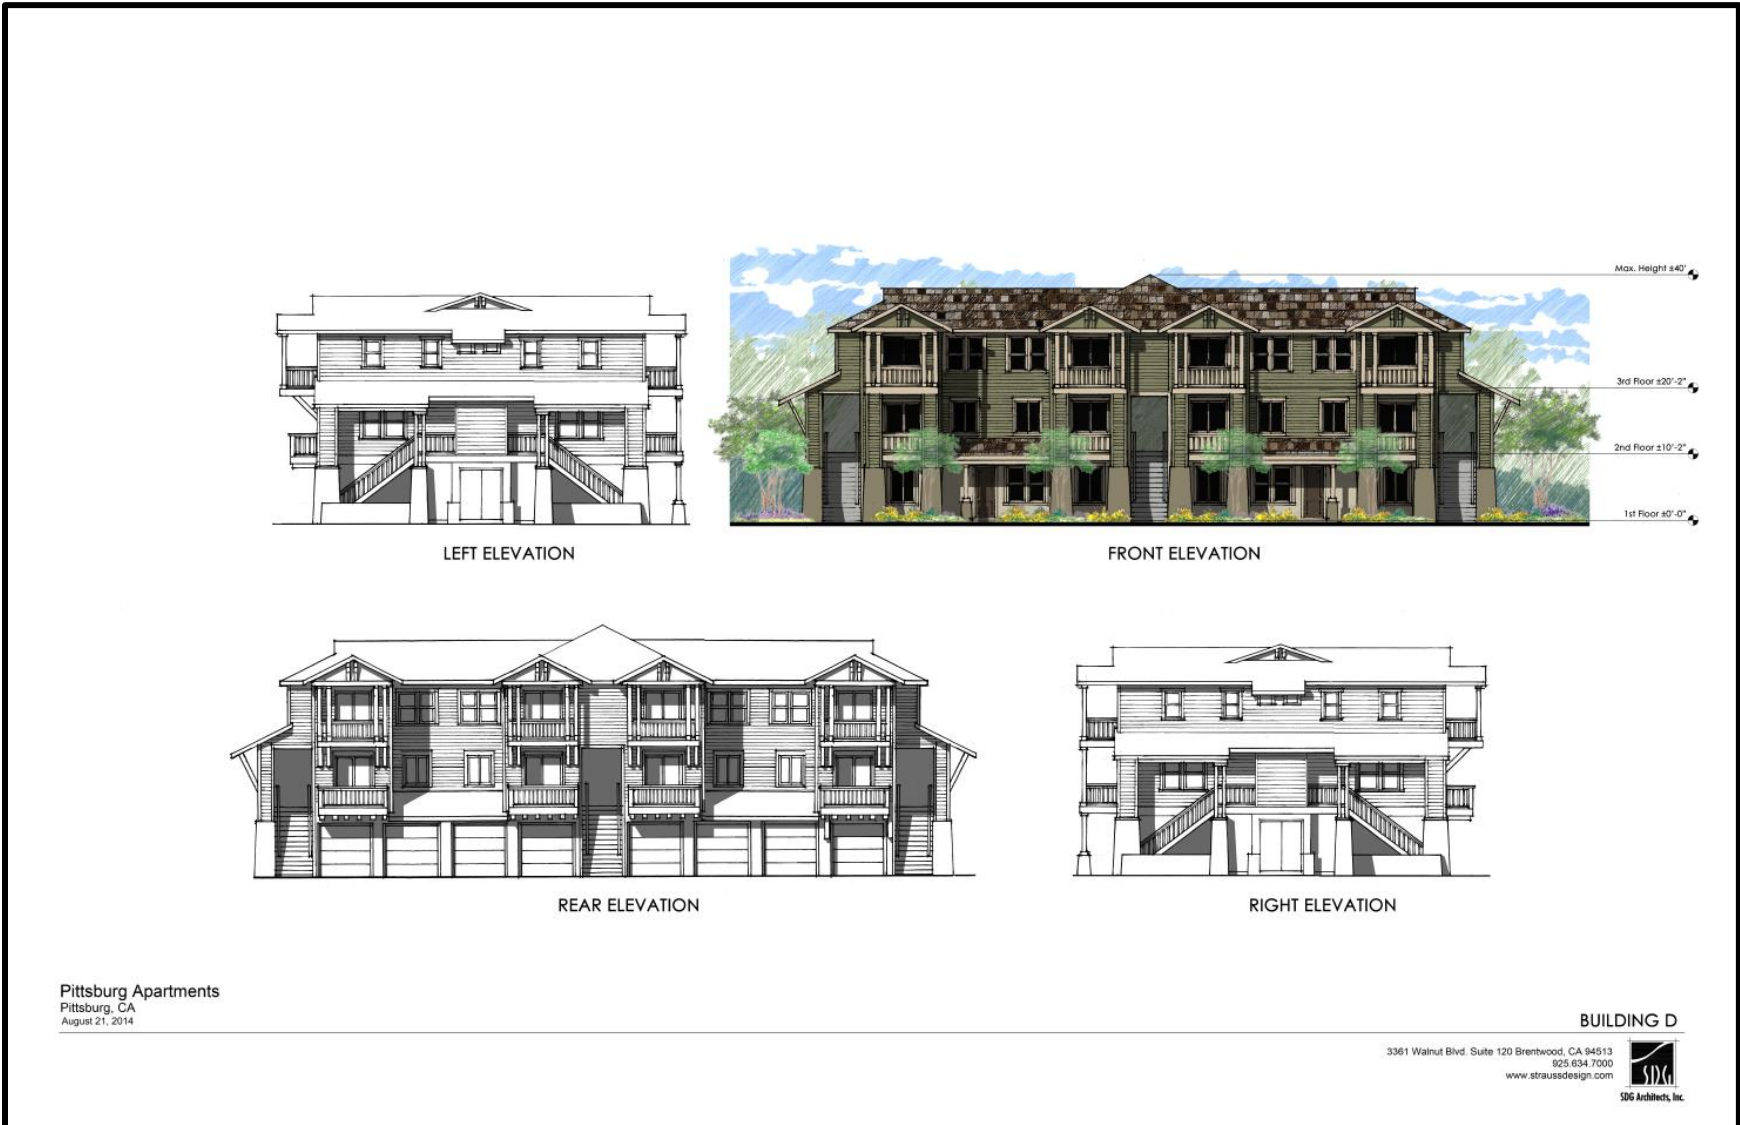 Max. Height ±40'
3rd Floor ±20'-2"
2nd Floor ±10'-2"
1st Floor ±0'-0"
LEFT ELEVATION
FRONT ELEVATION
REAR ELEVATION
RIGHT ELEVATION
Pittsburg Apartments
Pittsburg, CA
August 21, 2014
BUILDING D
3361 Walnut Blvd. Suite 120 Brentwood, CA 94513
925.634.7000
www.straussdesign.com
SDG
SDG Architects, Inc.